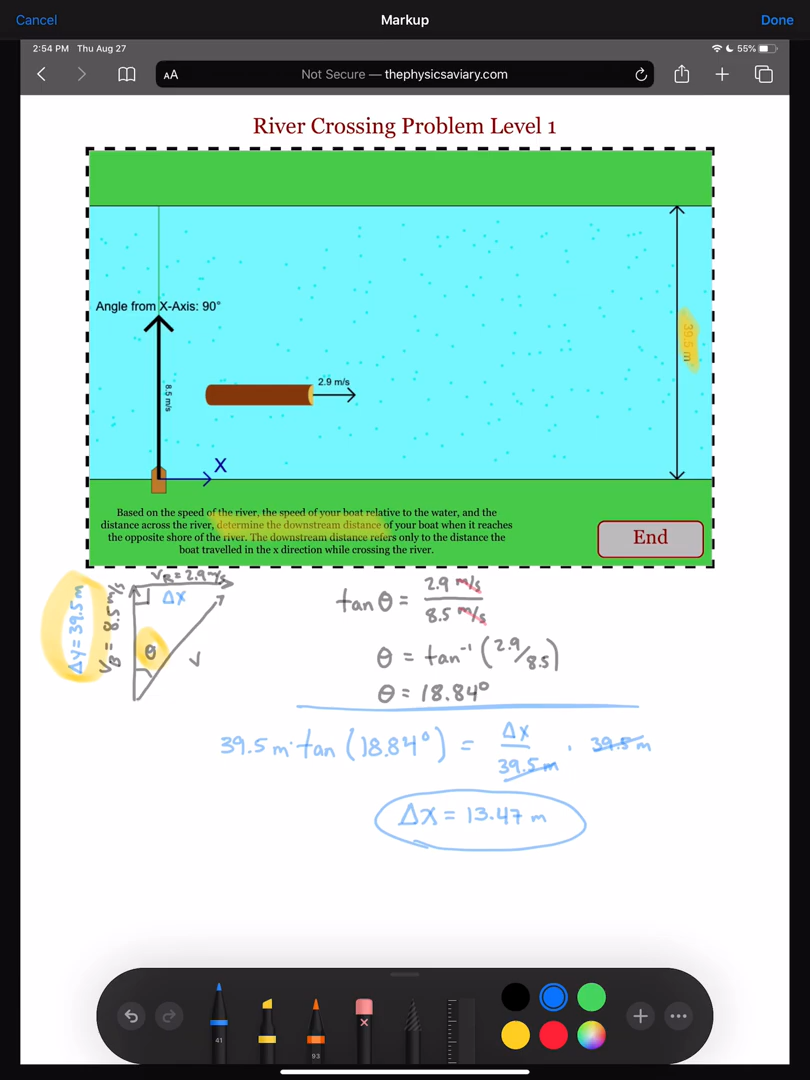 Cancel
Markup
Done
2:54 PM Thu Aug 27
55%
AA
Not Secure — thephysicsaviary.com
River Crossing Problem Level 1
Angle from X-Axis: 90°
39.5 m
8.5 m/s
2.9 m/s
X
Based on the speed of the river, the speed of your boat relative to the water, and the
distance across the river, determine the downstream distance of your boat when it reaches
the opposite shore of the river. The downstream distance refers only to the distance the
boat travelled in the x direction while crossing the river.
End
VR = 2.9 m/s
Δx
Δy = 39.5 m
VB = 8.5 m/s
θ
V
tan θ = 2.9 m/s / 8.5 m/s
θ = tan⁻¹ (2.9/8.5)
θ = 18.84°
39.5 m · tan (18.84°) = Δx / 39.5 m · 39.5 m
Δx = 13.47 m
41
93